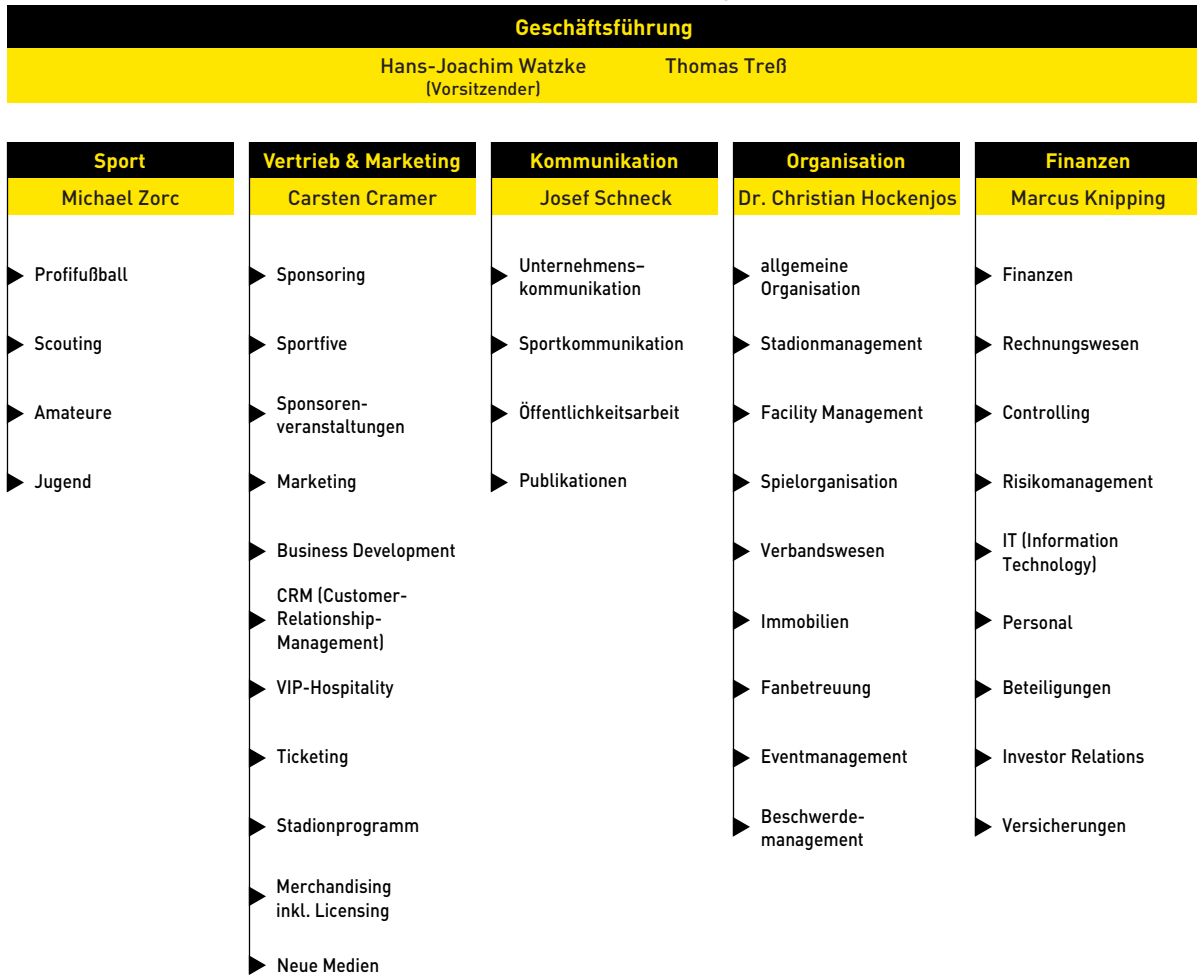 Geschäftsführung
Hans-Joachim Watzke
(Vorsitzender)
Thomas Treß
Sport
Michael Zorc
Profifußball
Scouting
Amateure
Jugend
Vertrieb & Marketing
Carsten Cramer
Sponsoring
Sportfive
Sponsoren-
veranstaltungen
Marketing
Business Development
CRM (Customer-
Relationship-
Management)
VIP-Hospitality
Ticketing
Stadionprogramm
Merchandising
inkl. Licensing
Neue Medien
Kommunikation
Josef Schneck
Unternehmens–
kommunikation
Sportkommunikation
Öffentlichkeitsarbeit
Publikationen
Organisation
Dr. Christian Hockenjos
allgemeine
Organisation
Stadionmanagement
Facility Management
Spielorganisation
Verbandswesen
Immobilien
Fanbetreuung
Eventmanagement
Beschwerde-
management
Finanzen
Marcus Knipping
Finanzen
Rechnungswesen
Controlling
Risikomanagement
IT (Information
Technology)
Personal
Beteiligungen
Investor Relations
Versicherungen